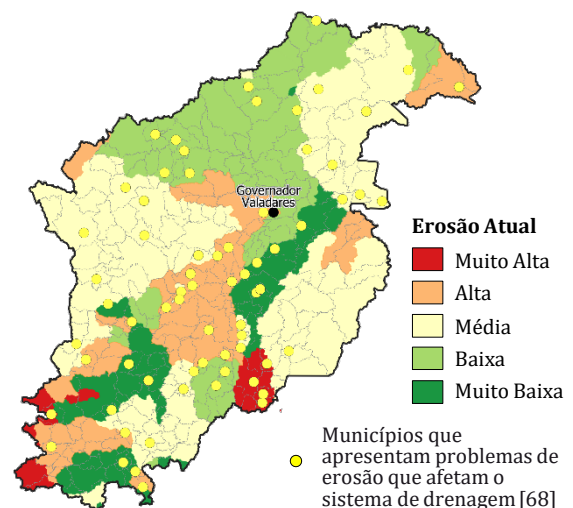 Governador
Valadares
Erosão Atual
Muito Alta
Alta
Média
Baixa
Muito Baixa
Municípios que
apresentam problemas de
erosão que afetam o
sistema de drenagem [68]